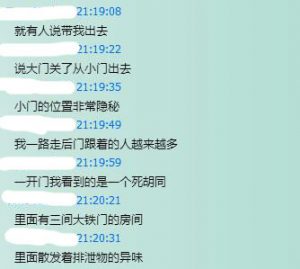 21:19:08
就有人说带我出去
21:19:22
说大门关了从小门出去
21:19:35
小门的位置非常隐秘
21:19:49
我一路走后门跟着的人越来越多
21:19:59
一开门我看到的是一个死胡同
21:20:21
里面有三间大铁门的房间
21:20:31
里面散发着排泄物的异味